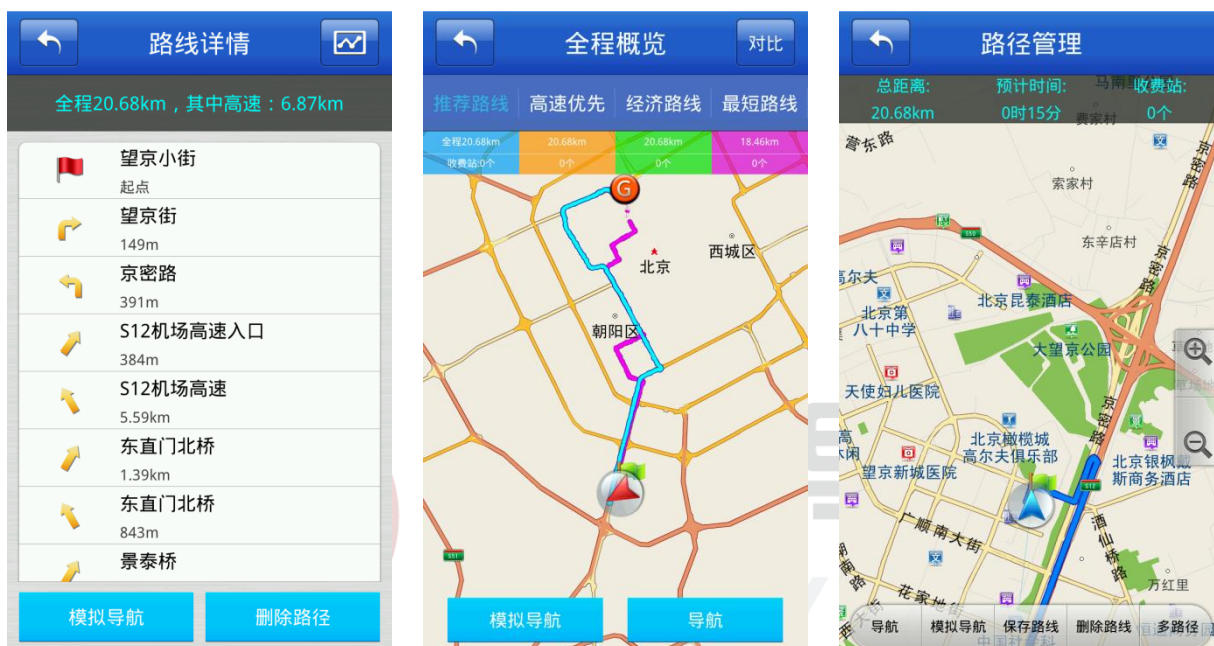 路线详情
全程20.68km，其中高速：6.87km
望京小街
起点
望京街
149m
京密路
391m
S12机场高速入口
384m
S12机场高速
5.59km
东直门北桥
1.39km
东直门北桥
843m
景泰桥
模拟导航 删除路径
全程概览 对比
推荐路线 高速优先 经济路线 最短路线
全程20.68km 20.68km 20.68km 18.46km
收费站:0个 0个 0个 0个
G
西城区
北京
朝阳区
S51
模拟导航 导航
路径管理
总距离: 预计时间: 收费站:
20.68km 0时15分 0个
费家村
营东路
京密路
索家村
S50
东辛店村
京密路
高尔夫
北京昆泰酒店
北京第
八十中学
大望京公园
天使妇儿医院
京密路
北京橄榄城
高尔夫俱乐部
望京新城医院
北京银枫戴
斯商务酒店
S12
广顺南大街
酒仙桥路
万红里
花家地街
导航 模拟导航 保存路线 删除路线 多路径